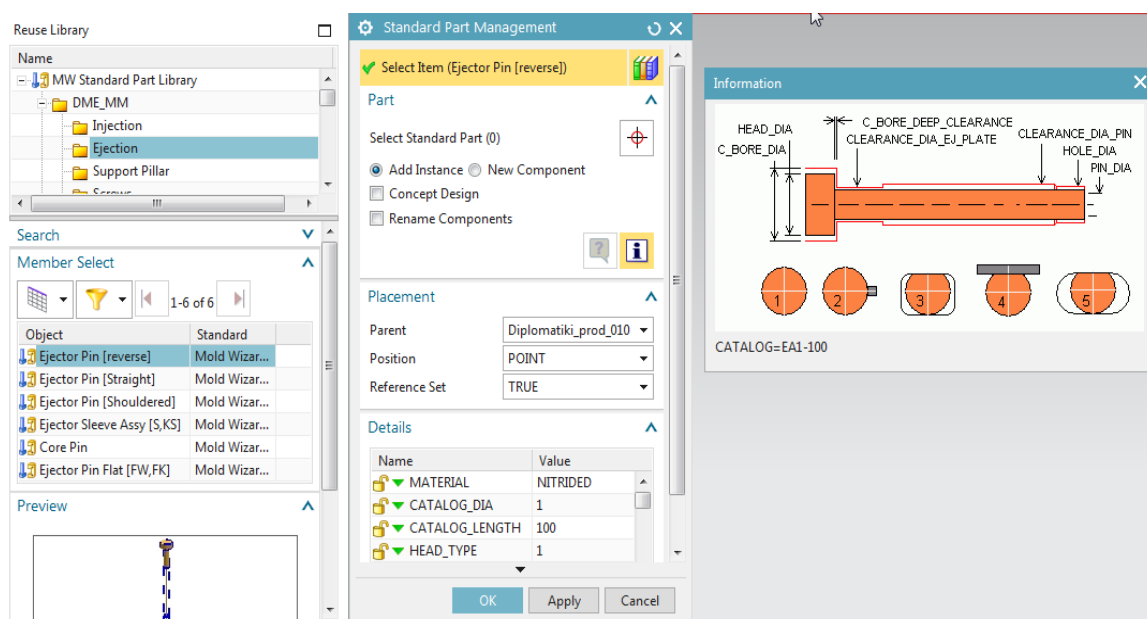 Reuse Library
Name
MW Standard Part Library
DME_MM
Injection
Ejection
Support Pillar
Screws
Search
Member Select
1-6 of 6
Object Standard
Ejector Pin [reverse] Mold Wizar...
Ejector Pin [Straight] Mold Wizar...
Ejector Pin [Shouldered] Mold Wizar...
Ejector Sleeve Assy [S,KS] Mold Wizar...
Core Pin Mold Wizar...
Ejector Pin Flat [FW,FK] Mold Wizar...
Preview
Standard Part Management
Select Item (Ejector Pin [reverse])
Part
Select Standard Part (0)
Add Instance New Component
Concept Design
Rename Components
Placement
Parent Diplomatiki_prod_010
Position POINT
Reference Set TRUE
Details
Name Value
MATERIAL NITRIDED
CATALOG_DIA 1
CATALOG_LENGTH 100
HEAD_TYPE 1
OK Apply Cancel
Information
HEAD_DIA C_BORE_DEEP_CLEARANCE
C_BORE_DIA CLEARANCE_DIA_EJ_PLATE CLEARANCE_DIA_PIN
HOLE_DIA
PIN_DIA
1 2 3 4 5
CATALOG=EA1-100